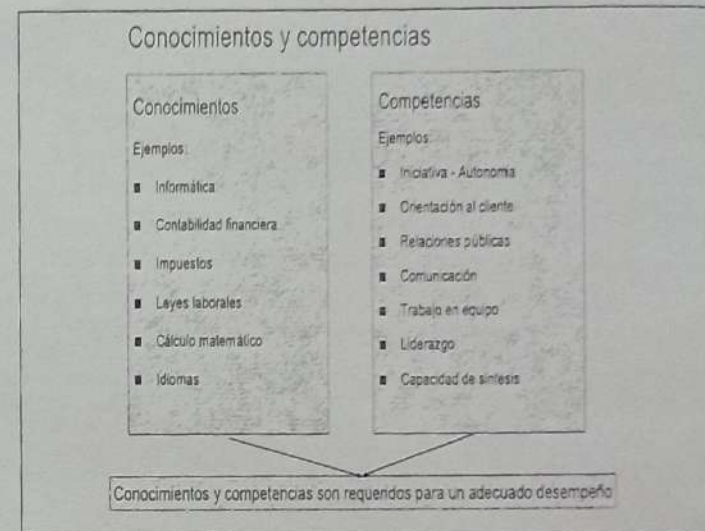 Conocimientos y competencias
Conocimientos
Ejemplos:
■ Informática
■ Contabilidad financiera
■ Impuestos
■ Leyes laborales
■ Cálculo matemático
■ Idiomas
Competencias
Ejemplos:
■ Iniciativa - Autonomía
■ Orientación al cliente
■ Relaciones públicas
■ Comunicación
■ Trabajo en equipo
■ Liderazgo
■ Capacidad de síntesis
Conocimientos y competencias son requeridos para un adecuado desempeño